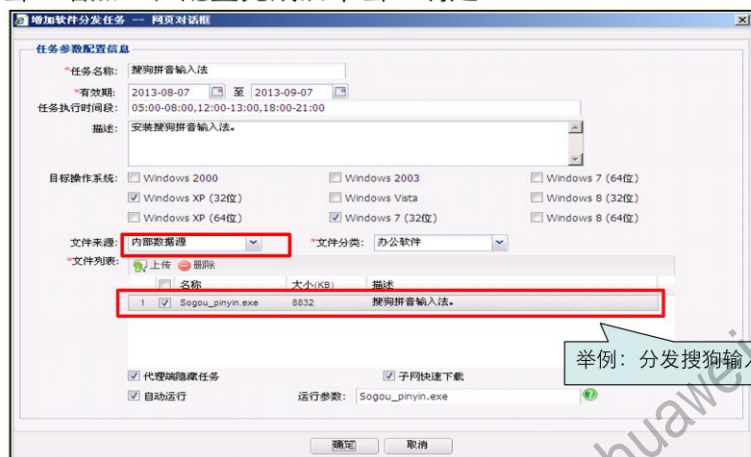 增加软件分发任务 -- 网页对话框
任务参数配置信息
*任务名称: 搜狗拼音输入法
*有效期: 2013-08-07 至 2013-09-07
任务执行时间段: 05:00-08:00,12:00-13:00,18:00-21:00
描述: 安装搜狗拼音输入法。
目标操作系统: Windows 2000 Windows 2003 Windows 7 (64位)
Windows XP (32位) Windows Vista Windows 8 (32位)
Windows XP (64位) Windows 7 (32位) Windows 8 (64位)
文件来源: 内部数据源 *文件分类: 办公软件
*文件列表: 上传 删除
名称 大小(KB) 描述
1 Sogou_pinyin.exe 8832 搜狗拼音输入法。
举例：分发搜狗输入
代理端隐藏任务 子网快速下载
自动运行 运行参数: Sogou_pinyin.exe
确定 取消
huawei